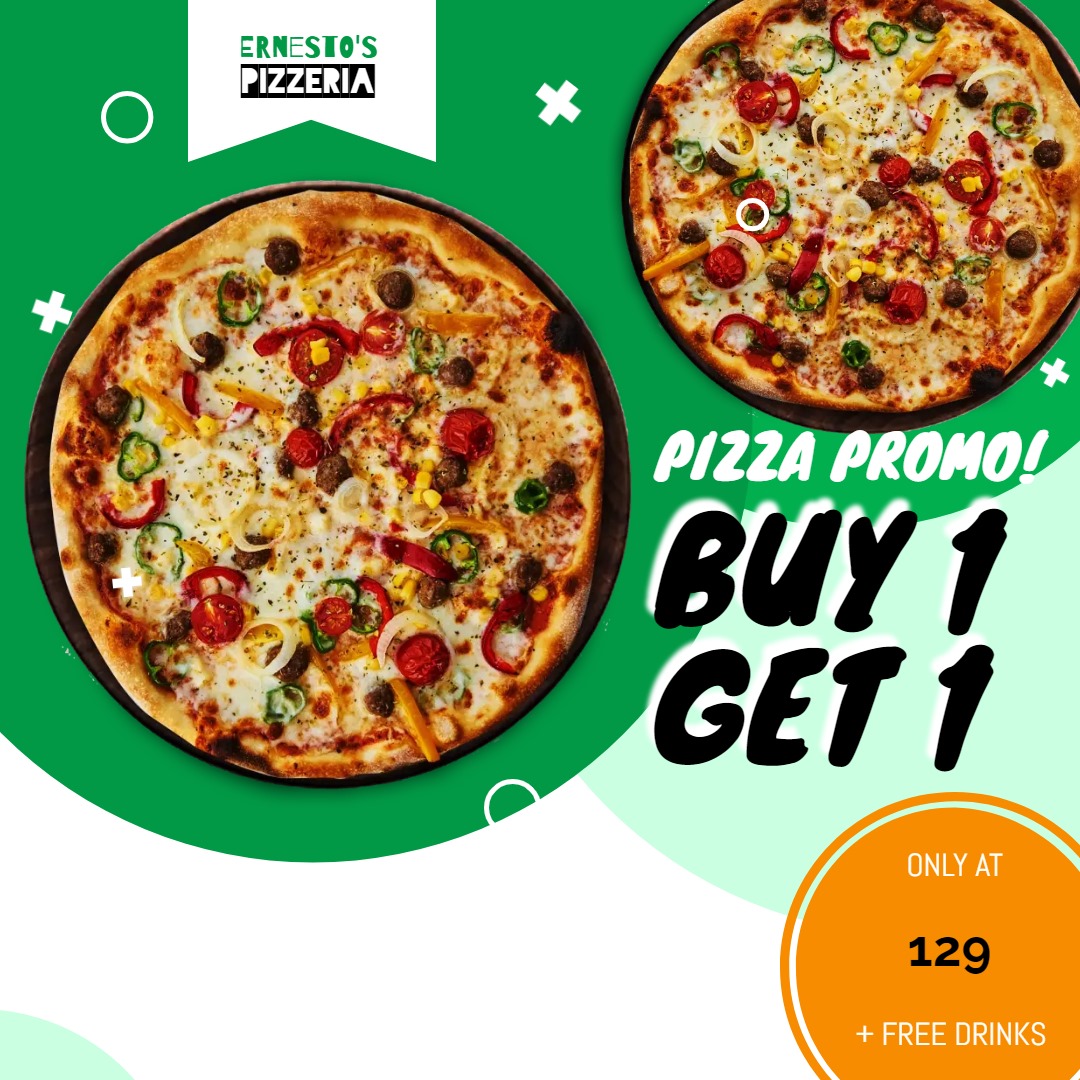 ERNESTO'S
PIZZERIA
PIZZA PROMO!
BUY 1
GET 1
ONLY AT
129
+ FREE DRINKS